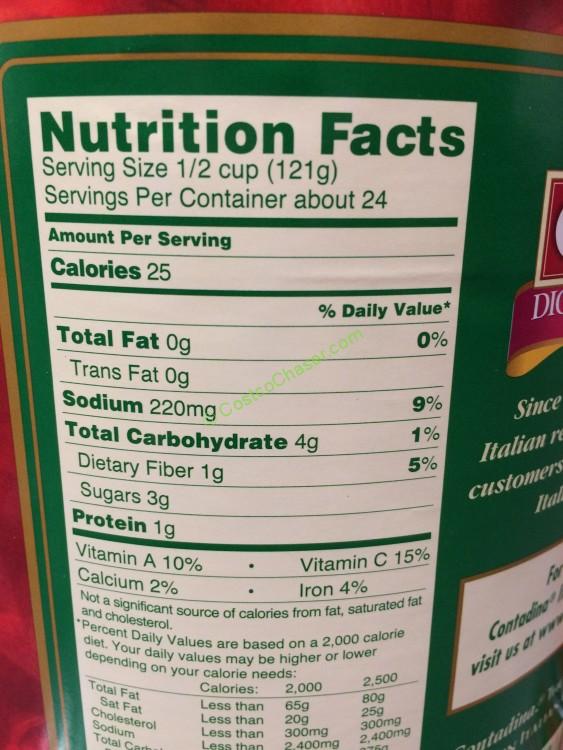 Nutrition Facts
Serving Size 1/2 cup (121g)
Servings Per Container about 24
Amount Per Serving
Calories 25
% Daily Value*
Total Fat 0g 0%
Trans Fat 0g
Sodium 220mg 9%
Total Carbohydrate 4g 1%
Dietary Fiber 1g 5%
Sugars 3g
Protein 1g
Vitamin A 10% • Vitamin C 15%
Calcium 2% • Iron 4%
Not a significant source of calories from fat, saturated fat
and cholesterol.
*Percent Daily Values are based on a 2,000 calorie
diet. Your daily values may be higher or lower
depending on your calorie needs:
Calories: 2,000 2,500
Total Fat Less than 65g 80g
Sat Fat Less than 20g 25g
Cholesterol Less than 300mg 300mg
Sodium Less than 2,400mg 2,400mg
Total
© CostcoChaser.com
DIC
Since
Italian re
customers
Ital
For
Contadina®
visit us at www